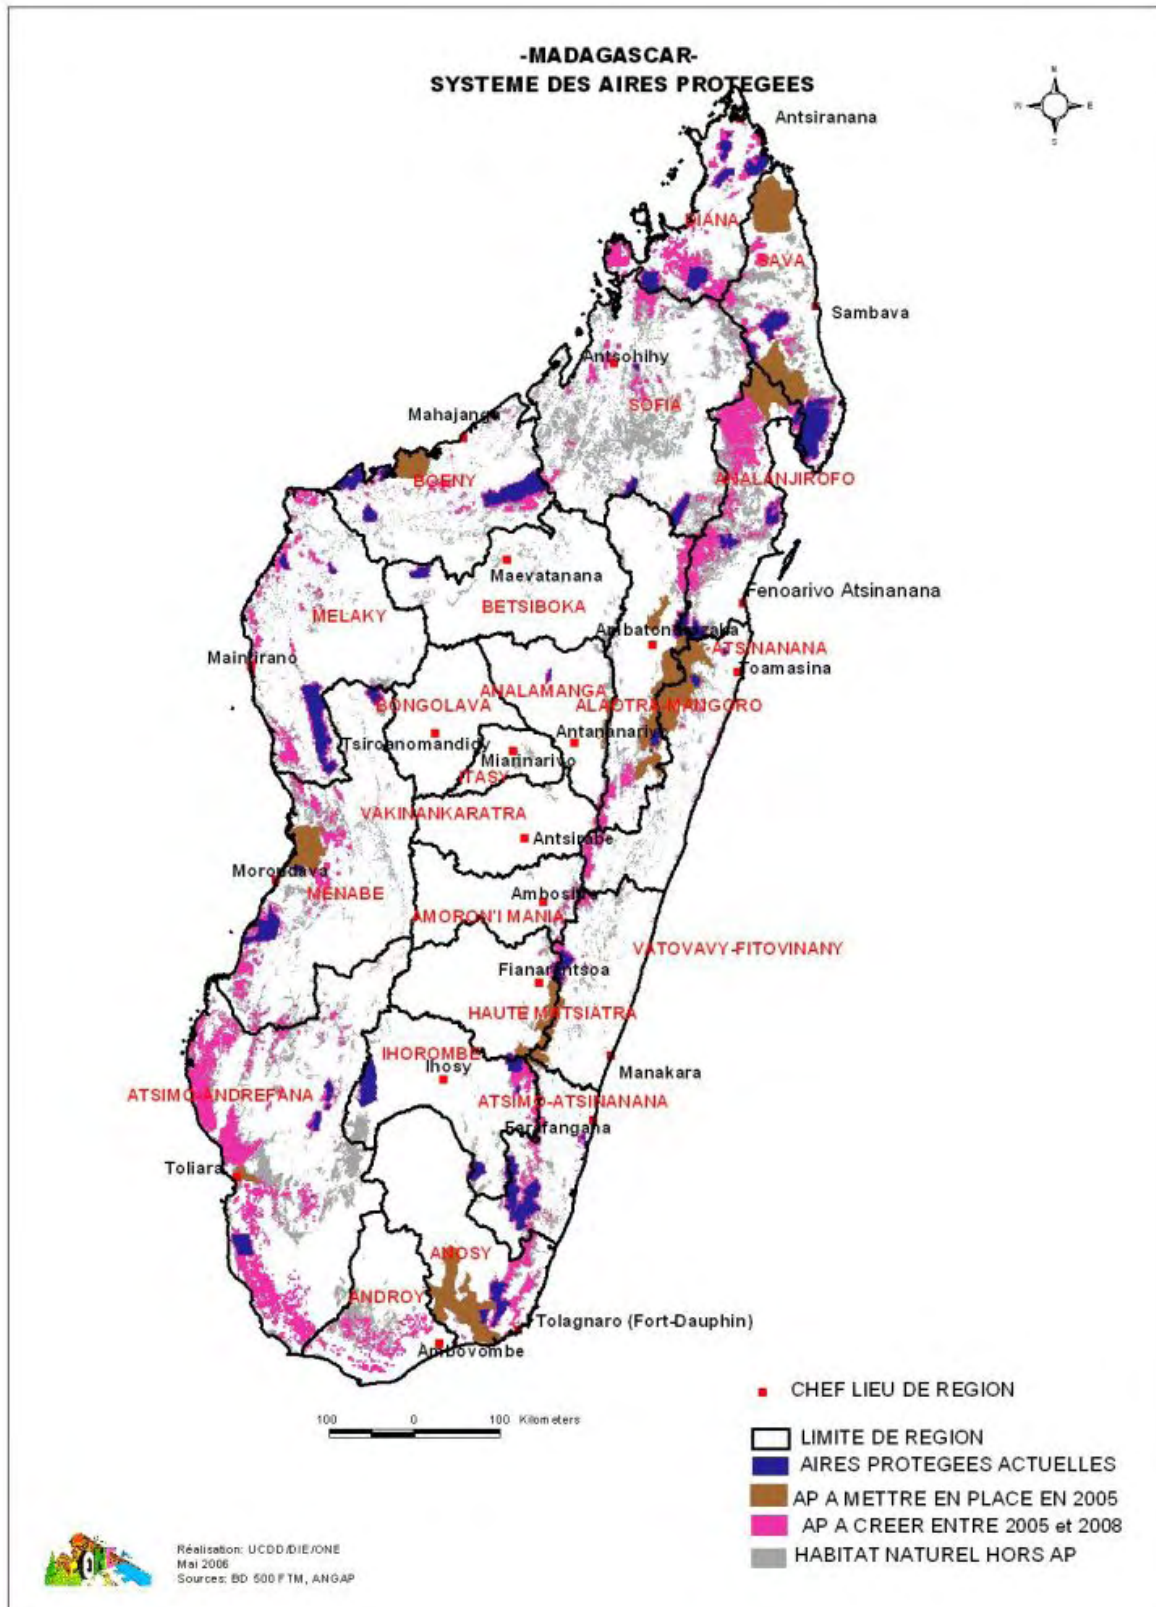 -MADAGASCAR-
SYSTEME DES AIRES PROTEGEES
N
W E
S
Antsiranana
DIANA
SAVA
Sambava
Antsohihy
SOFIA
Mahajanga
BOENY
ANALANJIROFO
Maevatanana
Fenoarivo Atsinanana
BETSIBOKA
MELAKY
ATSINANANA
Maintirano
Toamasina
ANALAMANGA
BONGOLAVA
ALAOTRA-MANGORO
Antananarivo
Tsiroanomandidy
Miarinarivo
ITASY
VAKINANKARATRA
Antsirabe
Morondava
MENABE
AMORON'I MANIA
VATOVAVY-FITOVINANY
Fianarantsoa
HAUTE MATSIATRA
IHOROMBE
Ihosy
Manakara
ATSIMO-ANDREFANA
ATSIMO-ATSINANANA
Farafangana
Toliara
ANOSY
ANDROY
Tolagnaro (Fort-Dauphin)
Ambovombe
100 0 100 Kilometers
CHEF LIEU DE REGION
LIMITE DE REGION
AIRES PROTEGEES ACTUELLES
AP A METTRE EN PLACE EN 2005
AP A CREER ENTRE 2005 et 2008
HABITAT NATUREL HORS AP
Réalisation: UCDD/DIE/ONE
Mai 2006
Sources: BD 500 FTM, ANGAP